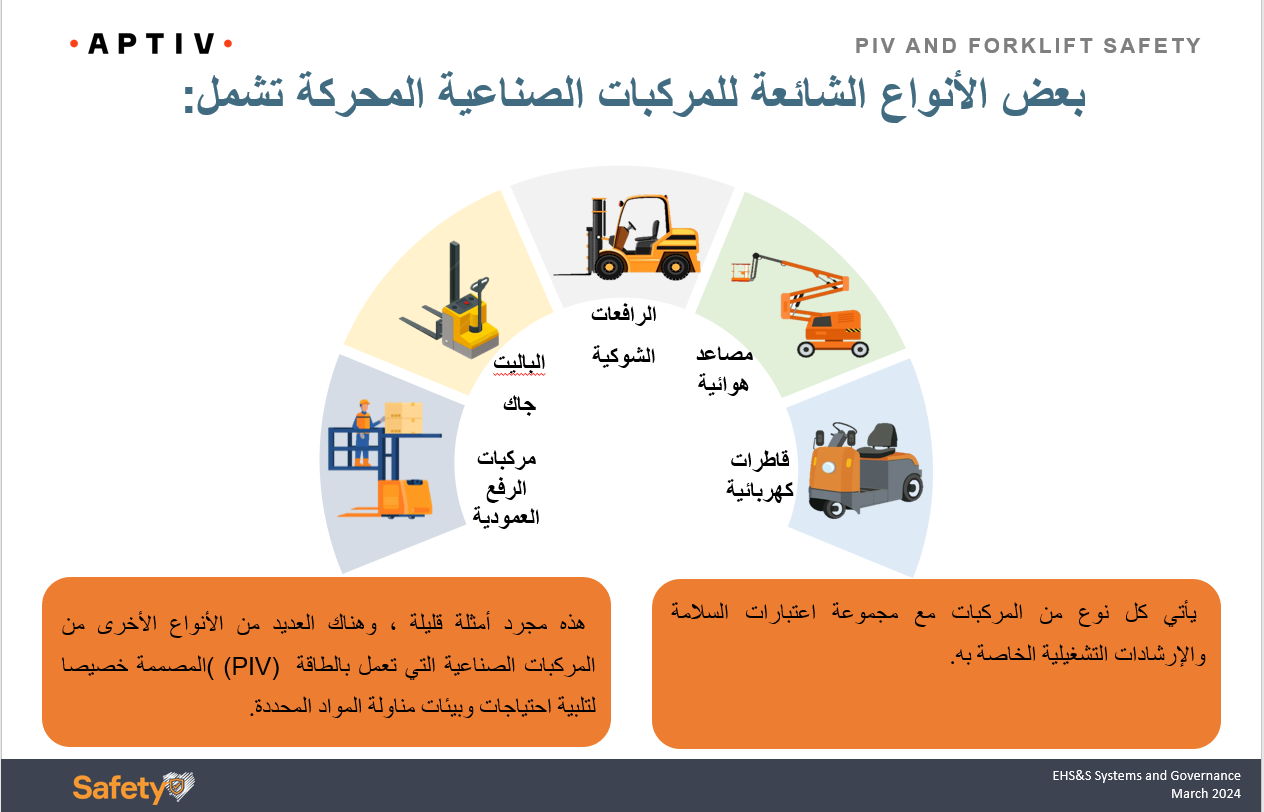 • APTIV •
PIV AND FORKLIFT SAFETY
بعض الأنواع الشائعة للمركبات الصناعية المحركة تشمل:
الرافعات
الشوكية
مصاعد
هوائية
الباليت
جاك
قاطرات
كهربائية
مركبات
الرفع
العمودية
يأتي كل نوع من المركبات مع مجموعة اعتبارات السلامة
والإرشادات التشغيلية الخاصة به.
هذه مجرد أمثلة قليلة ، وهناك العديد من الأنواع الأخرى من
المركبات الصناعية التي تعمل بالطاقة (PIV) )المصممة خصيصا
لتلبية احتياجات وبيئات مناولة المواد المحددة.
Safety
EHS&S Systems and Governance
March 2024